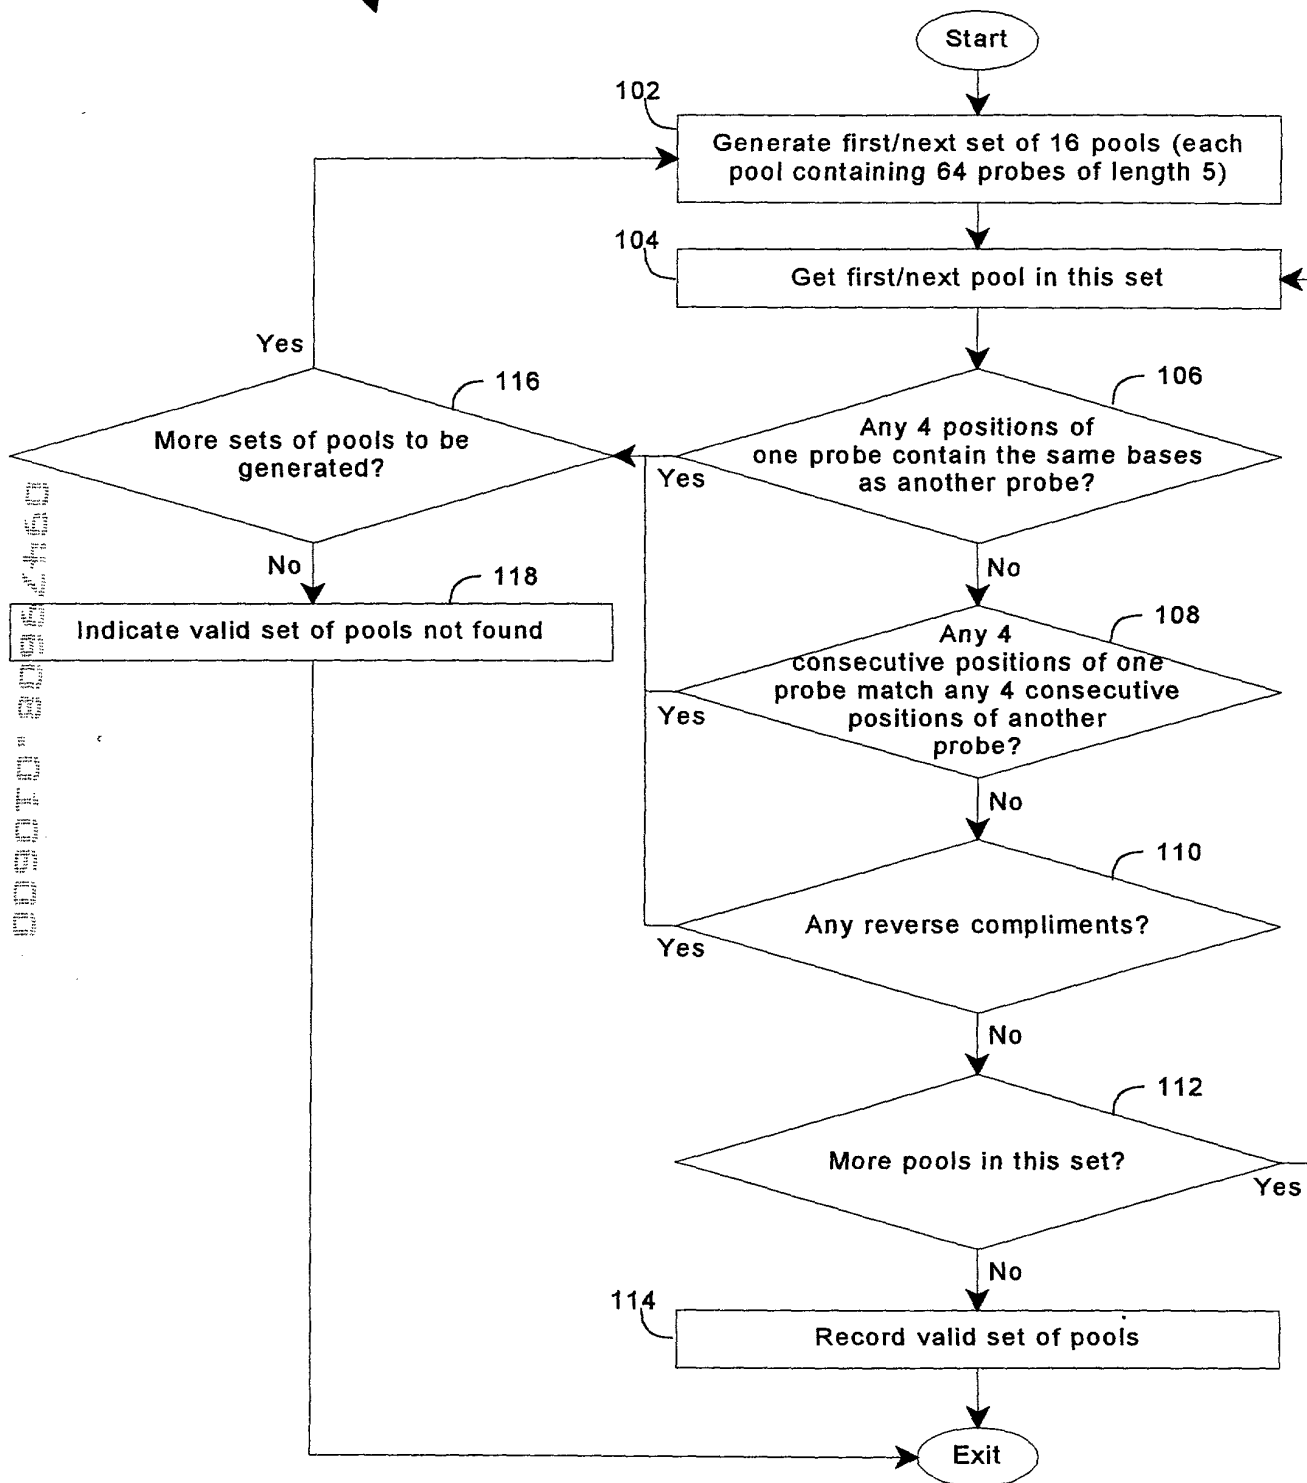 Start
102
Generate first/next set of 16 pools (each
pool containing 64 probes of length 5)
104
Get first/next pool in this set
Yes
116
More sets of pools to be
generated?
No
118
Indicate valid set of pools not found
106
Any 4 positions of
one probe contain the same bases
as another probe?
Yes
No
108
Any 4
consecutive positions of one
probe match any 4 consecutive
positions of another
probe?
Yes
No
110
Any reverse compliments?
Yes
No
112
More pools in this set?
Yes
No
114
Record valid set of pools
Exit